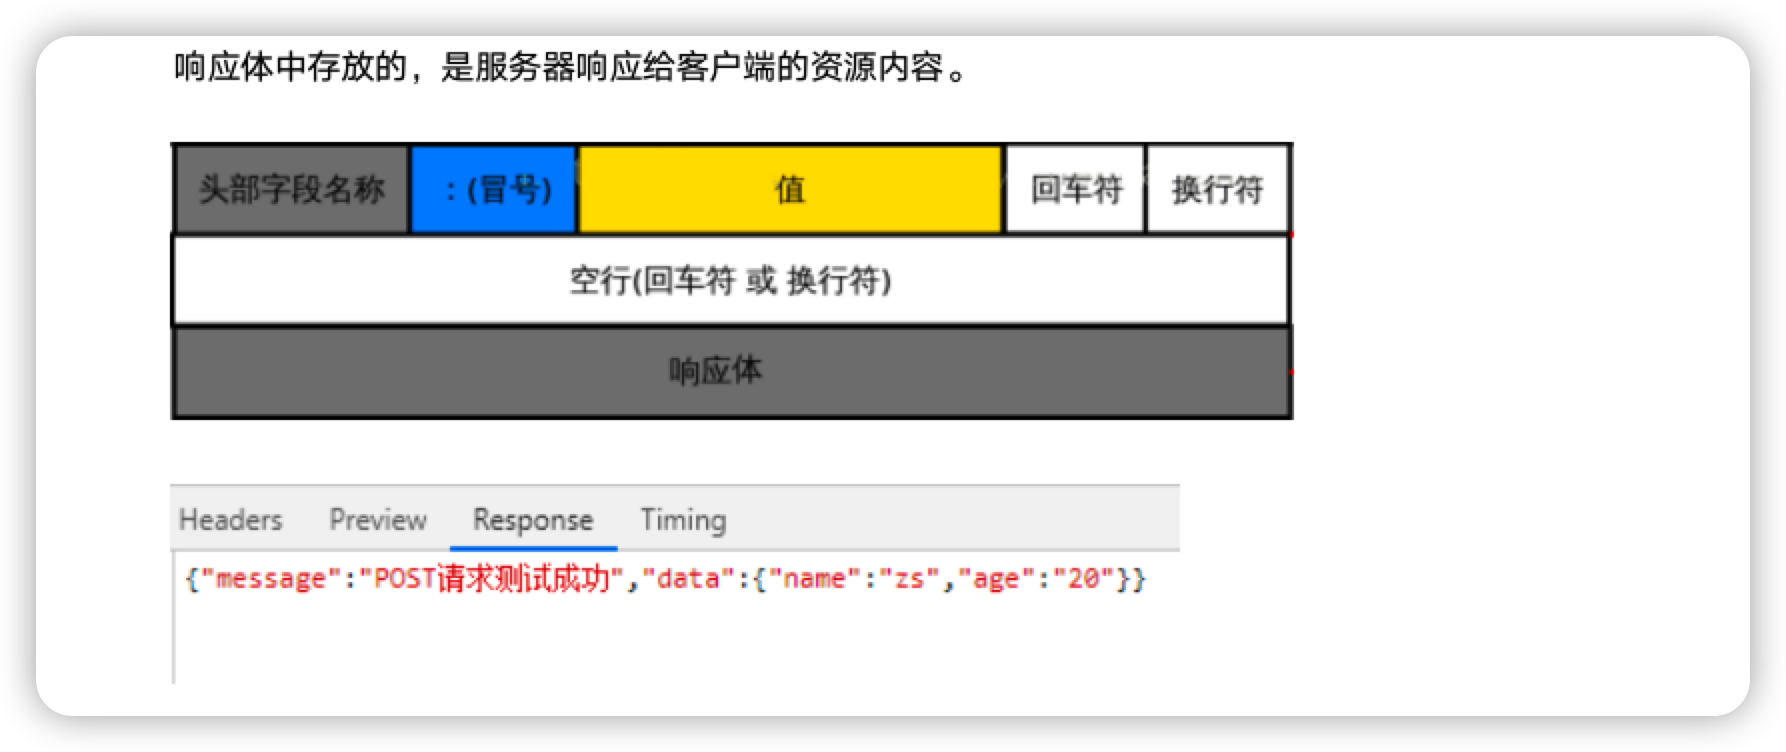 响应体中存放的，是服务器响应给客户端的资源内容。
头部字段名称 ：(冒号) 值 回车符 换行符
空行(回车符 或 换行符)
响应体
Headers Preview Response Timing
{"message":"POST请求测试成功","data":{"name":"zs","age":"20"}}